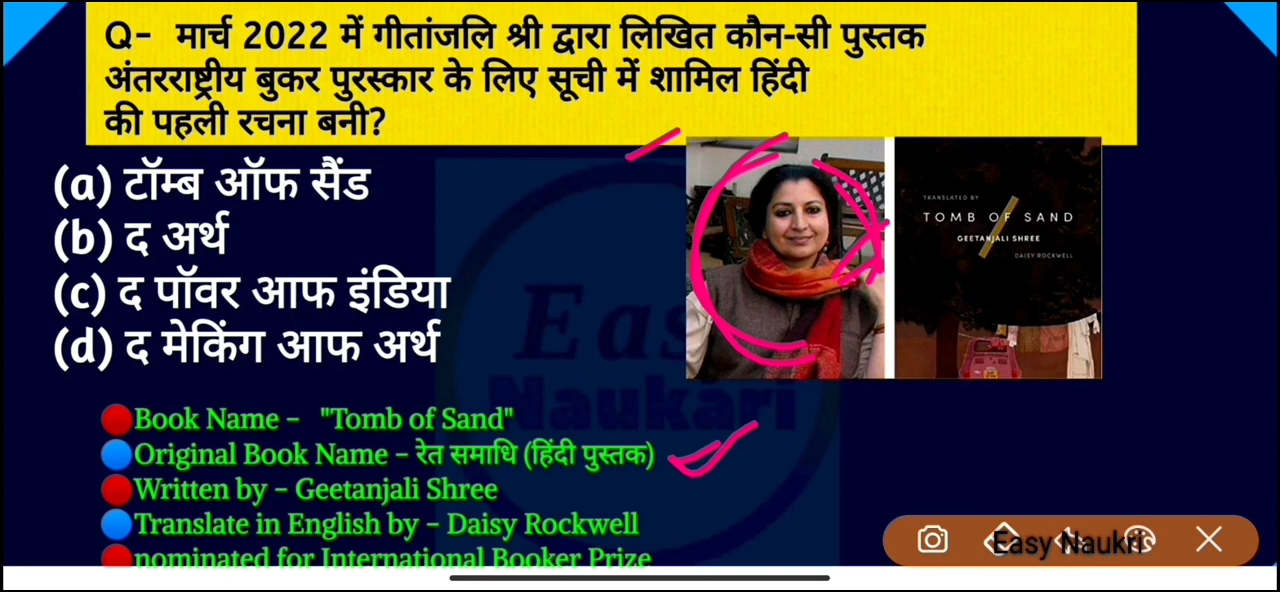 Q- मार्च 2022 में गीतांजलि श्री द्वारा लिखित कौन-सी पुस्तक
अंतरराष्ट्रीय बुकर पुरस्कार के लिए सूची में शामिल हिंदी
की पहली रचना बनी?
(a) टॉम्ब ऑफ सैंड
(b) द अर्थ
(c) द पॉवर आफ इंडिया
(d) द मेकिंग आफ अर्थ
TRANSLATED BY
TOMB OF SAND
GEETANJALI SHREE
DAISY ROCKWELL
Eas
Naukari
Book Name - "Tomb of Sand"
Original Book Name - रेत समाधि (हिंदी पुस्तक)
Written by - Geetanjali Shree
Translate in English by - Daisy Rockwell
nominated for International Booker Prize
Easy Naukri